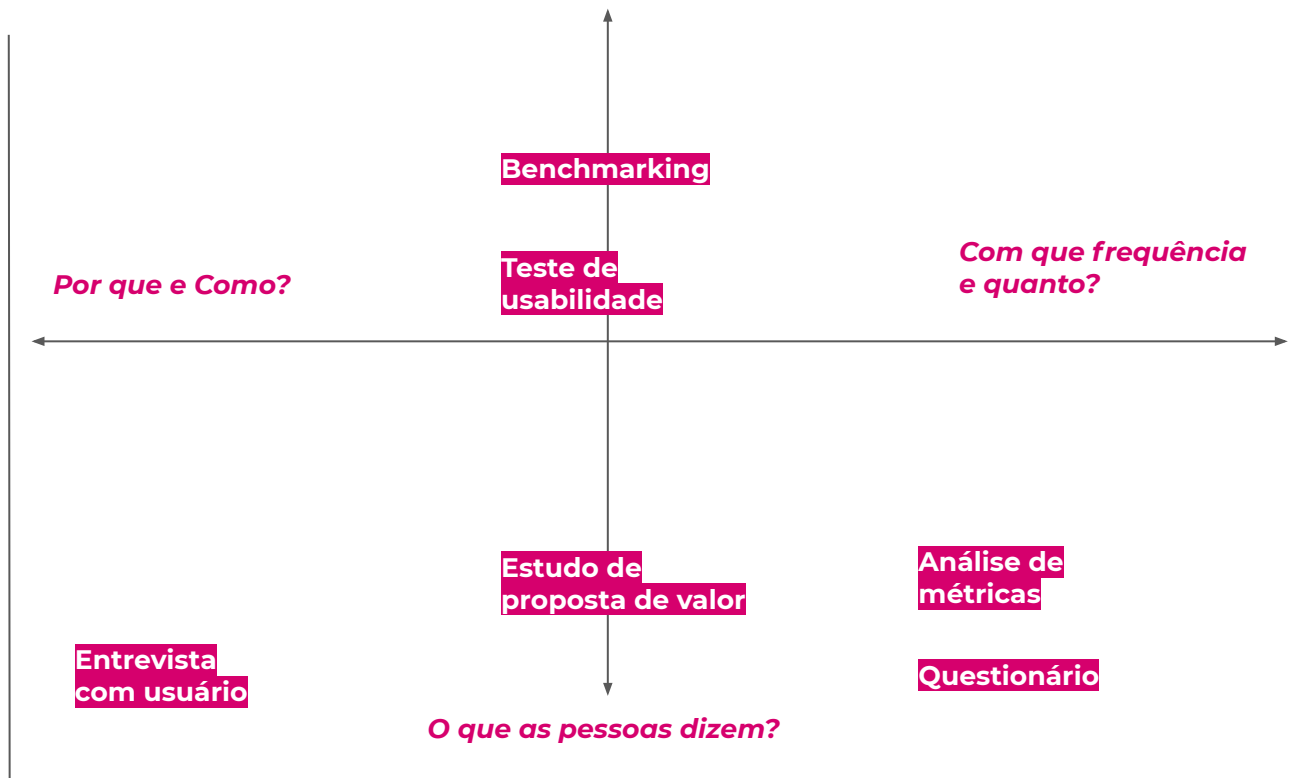 Benchmarking
Por que e Como?
Teste de
usabilidade
Com que frequência
e quanto?
Estudo de
proposta de valor
Análise de
métricas
Entrevista
com usuário
Questionário
O que as pessoas dizem?